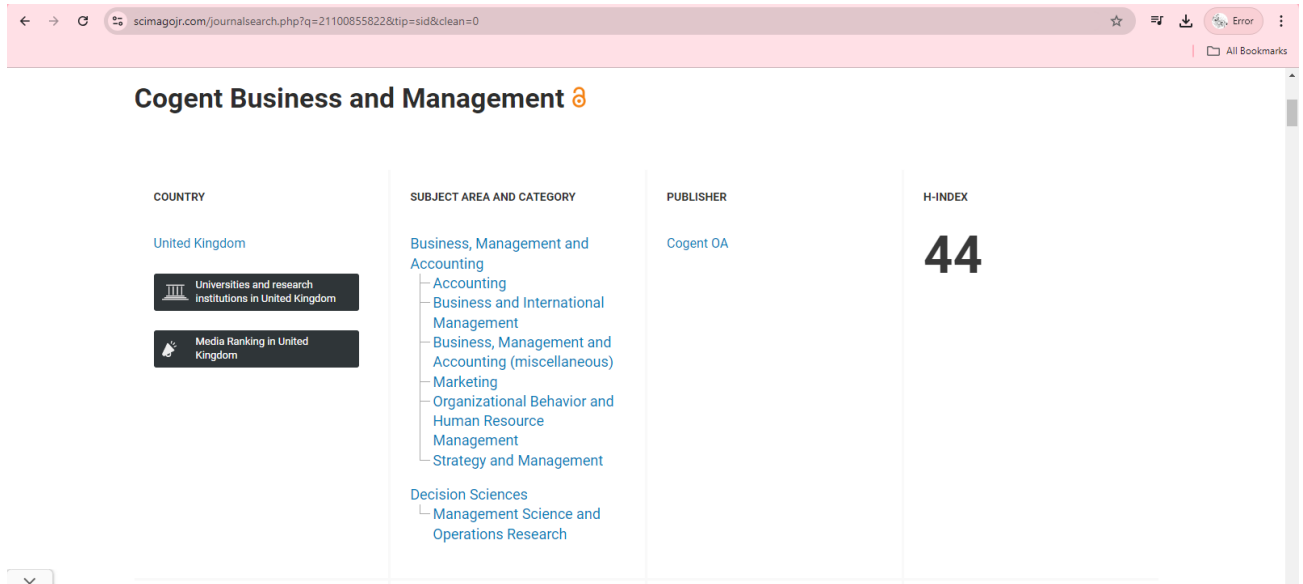 scimagojr.com/journalsearch.php?q=21100855822&tip=sid&clean=0
Error
All Bookmarks
Cogent Business and Management
COUNTRY
United Kingdom
Universities and research
institutions in United Kingdom
Media Ranking in United
Kingdom
SUBJECT AREA AND CATEGORY
Business, Management and
Accounting
Accounting
Business and International
Management
Business, Management and
Accounting (miscellaneous)
Marketing
Organizational Behavior and
Human Resource
Management
Strategy and Management
Decision Sciences
Management Science and
Operations Research
PUBLISHER
Cogent OA
H-INDEX
44